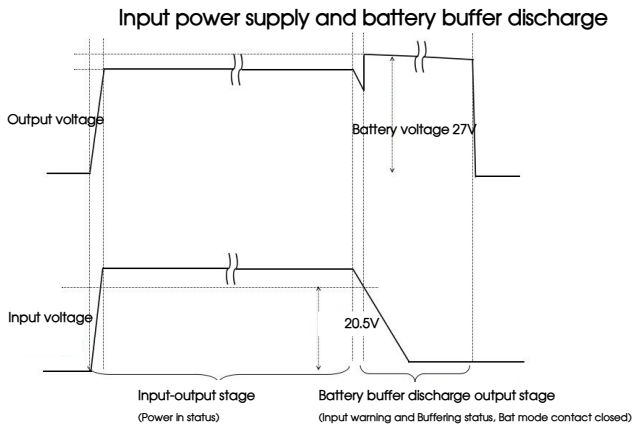 Input power supply and battery buffer discharge
Output voltage
Battery voltage 27V
Input voltage
20.5V
Input-output stage
(Power in status)
Battery buffer discharge output stage
(Input warning and Buffering status, Bat mode contact closed)